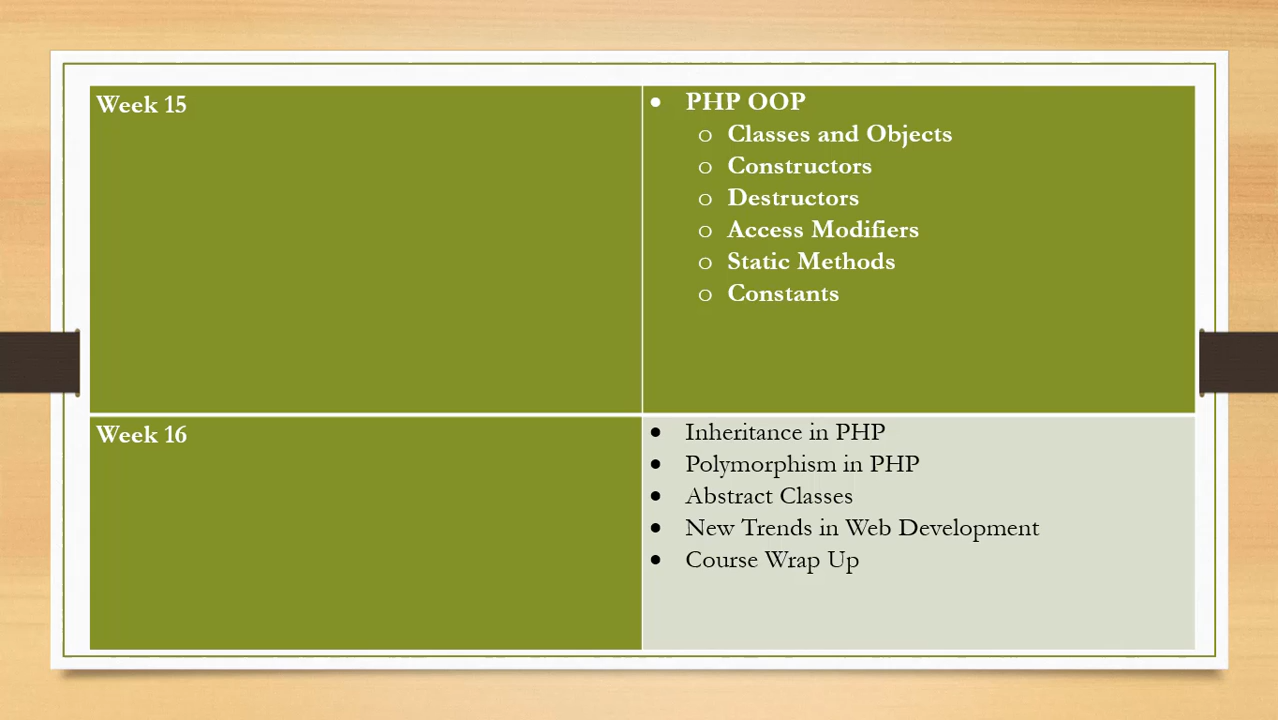 Week 15
• PHP OOP
o Classes and Objects
o Constructors
o Destructors
o Access Modifiers
o Static Methods
o Constants
Week 16
• Inheritance in PHP
• Polymorphism in PHP
• Abstract Classes
• New Trends in Web Development
• Course Wrap Up